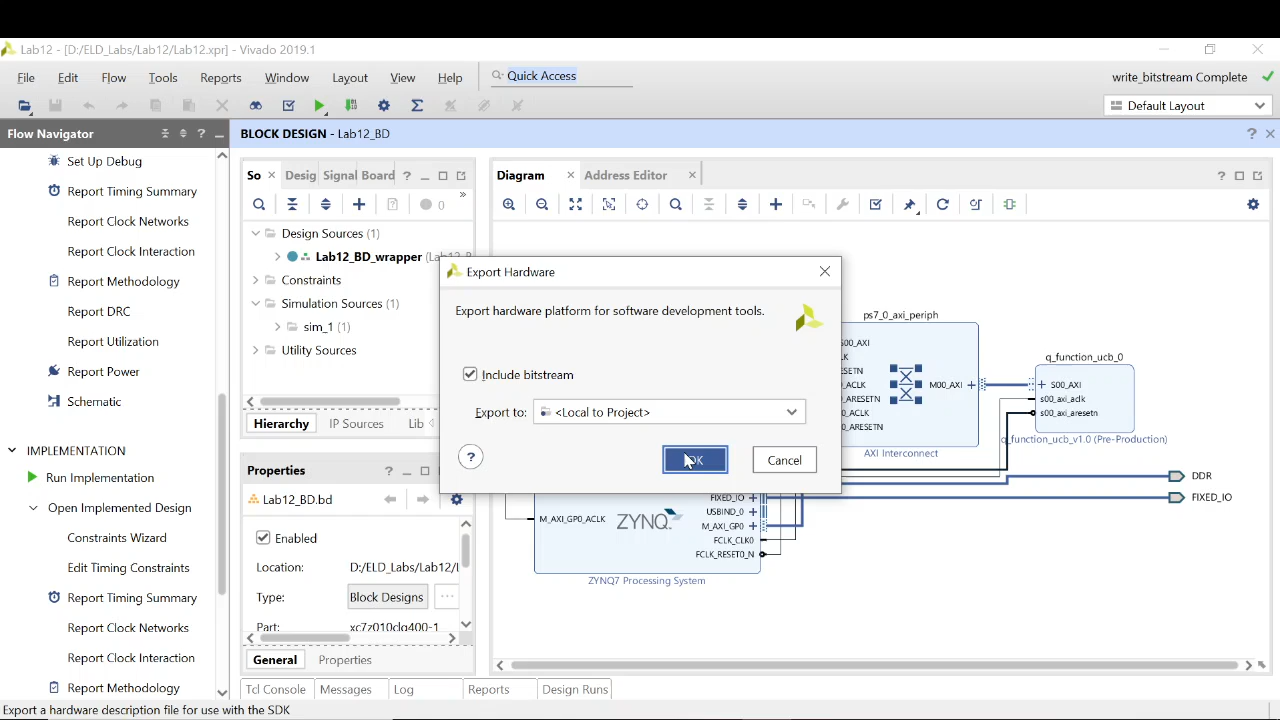 Lab12 - [D:/ELD_Labs/Lab12/Lab12.xpr] - Vivado 2019.1
File Edit Flow Tools Reports Window Layout View Help Quick Access
write_bitstream Complete
Default Layout
Flow Navigator
BLOCK DESIGN - Lab12_BD
Set Up Debug
Report Timing Summary
Report Clock Networks
Report Clock Interaction
Report Methodology
Report DRC
Report Utilization
Report Power
Schematic
IMPLEMENTATION
Run Implementation
Open Implemented Design
Constraints Wizard
Edit Timing Constraints
Report Timing Summary
Report Clock Networks
Report Clock Interaction
Report Methodology
So Desig Signal Board
0
Design Sources (1)
Lab12_BD_wrapper
Constraints
Simulation Sources (1)
sim_1 (1)
Utility Sources
Hierarchy IP Sources Lib
Properties
Lab12_BD.bd
Enabled
Location: D:/ELD_Labs/Lab12/
Type: Block Designs
Part: xc7z010clg400-1
General Properties
Diagram Address Editor
Export Hardware
Export hardware platform for software development tools.
Include bitstream
Export to: <Local to Project>
Cancel
ps7_0_axi_periph
S00_AXI
LK
ESETN
_ACLK
M00_AXI
_ARESETN
_ACLK
_ARESETN
AXI Interconnect
q_function_ucb_0
S00_AXI
s00_axi_aclk
s00_axi_aresetn
q_function_ucb_v1.0 (Pre-Production)
DDR
FIXED_IO
FIXED_IO
USBIND_0
M_AXI_GP0_ACLK
ZYNQ
M_AXI_GP0
FCLK_CLK0
FCLK_RESET0_N
ZYNQ7 Processing System
Tcl Console Messages Log Reports Design Runs
Export a hardware description file for use with the SDK